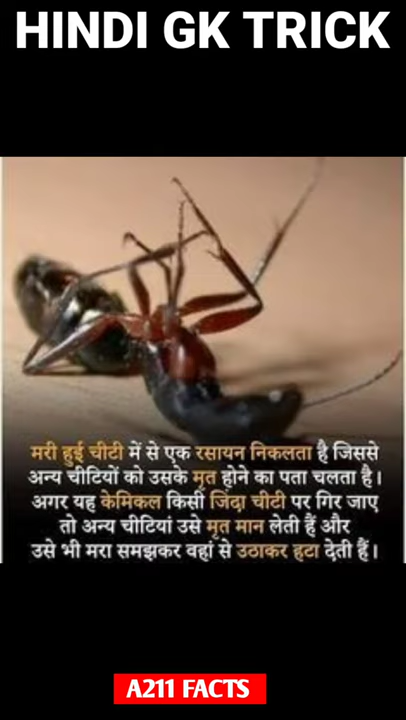 HINDI GK TRICK
मरी हुई चीटी में से एक रसायन निकलता है जिससे
अन्य चीटियों को उसके मृत होने का पता चलता है।
अगर यह केमिकल किसी जिंदा चीटी पर गिर जाए
तो अन्य चीटियां उसे मृत मान लेती हैं और
उसे भी मरा समझकर वहां से उठाकर हटा देती हैं।
A211 FACTS